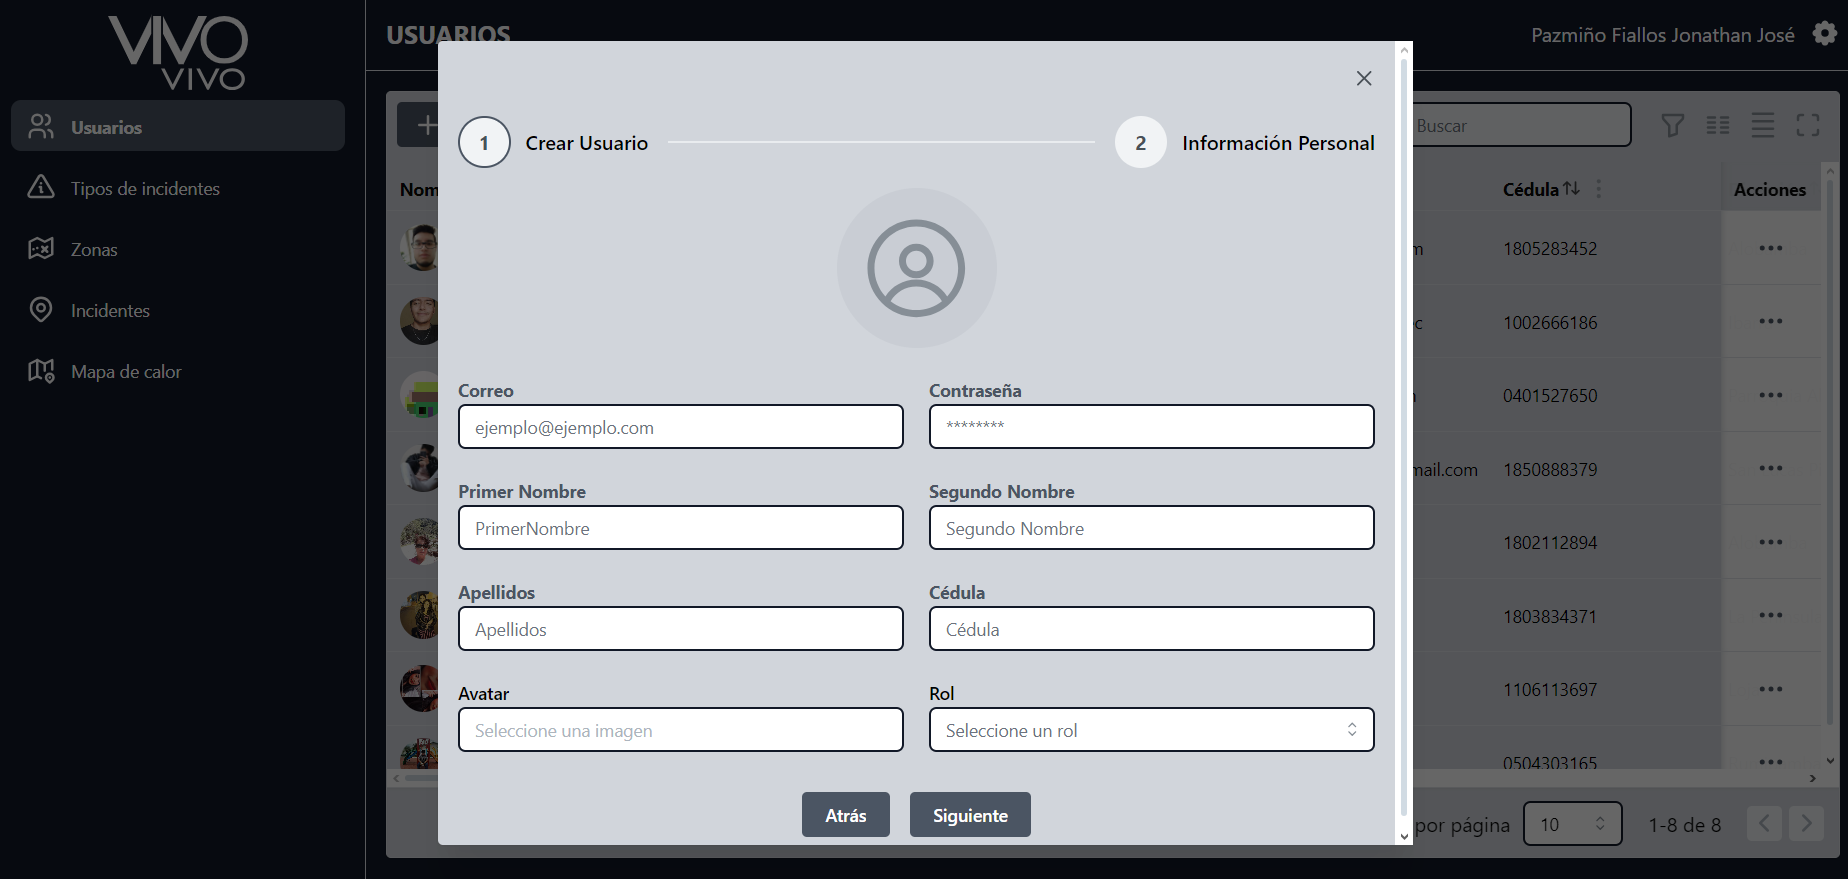 VIVO
VIVO
USUARIOS
Pazmiño Fiallos Jonathan José
Usuarios
Tipos de incidentes
Zonas
Incidentes
Mapa de calor
1 Crear Usuario
2 Información Personal
Correo
ejemplo@ejemplo.com
Contraseña
********
Primer Nombre
PrimerNombre
Segundo Nombre
Segundo Nombre
Apellidos
Apellidos
Cédula
Cédula
Avatar
Seleccione una imagen
Rol
Seleccione un rol
Atrás
Siguiente
Buscar
Nom
Cédula
Acciones
m
1805283452
c
1002666186
0401527650
mail.com
1850888379
1802112894
1803834371
1106113697
0504303165
por página
10
1-8 de 8